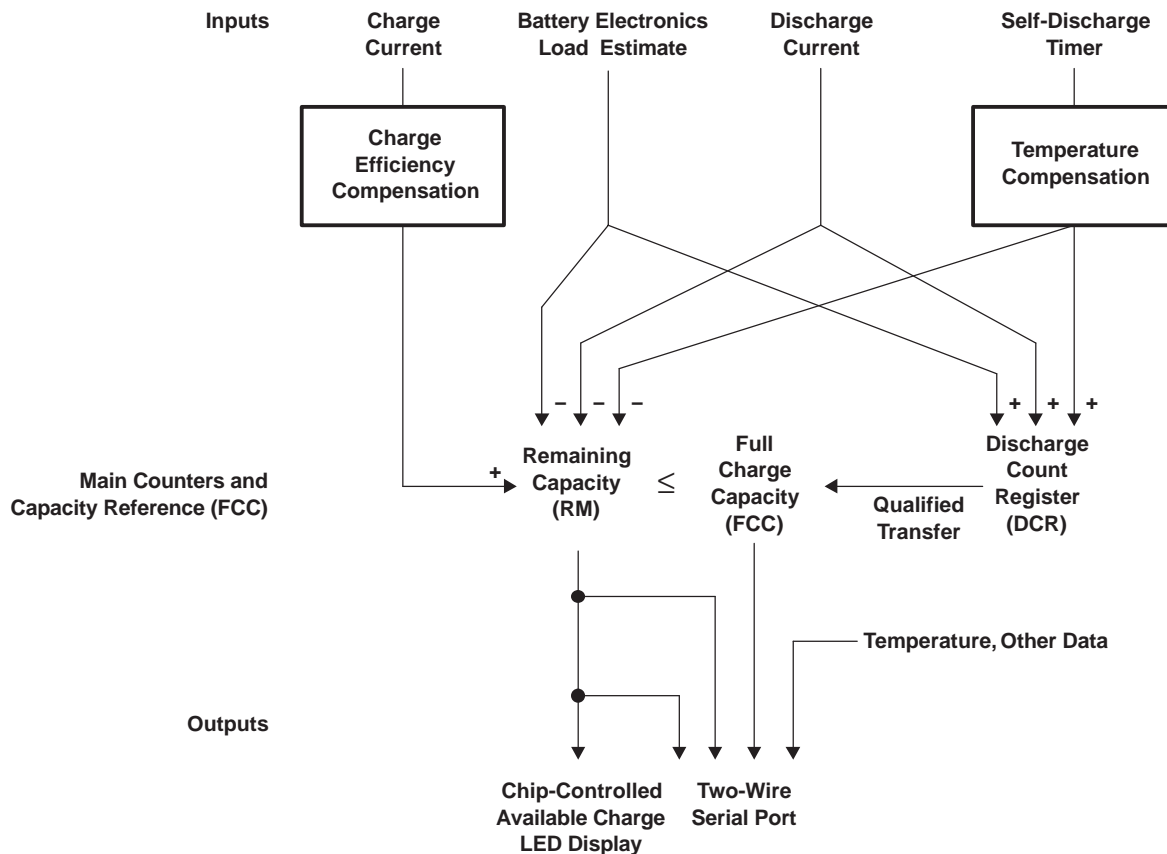 Inputs
Charge
Current
Battery Electronics
Load Estimate
Discharge
Current
Self-Discharge
Timer
Charge
Efficiency
Compensation
Temperature
Compensation
– – –
+ + +
Main Counters and
Capacity Reference (FCC)
+
Remaining
Capacity
(RM)
≤
Full
Charge
Capacity
(FCC)
Qualified
Transfer
Discharge
Count
Register
(DCR)
Temperature, Other Data
Outputs
Chip-Controlled
Available Charge
LED Display
Two-Wire
Serial Port